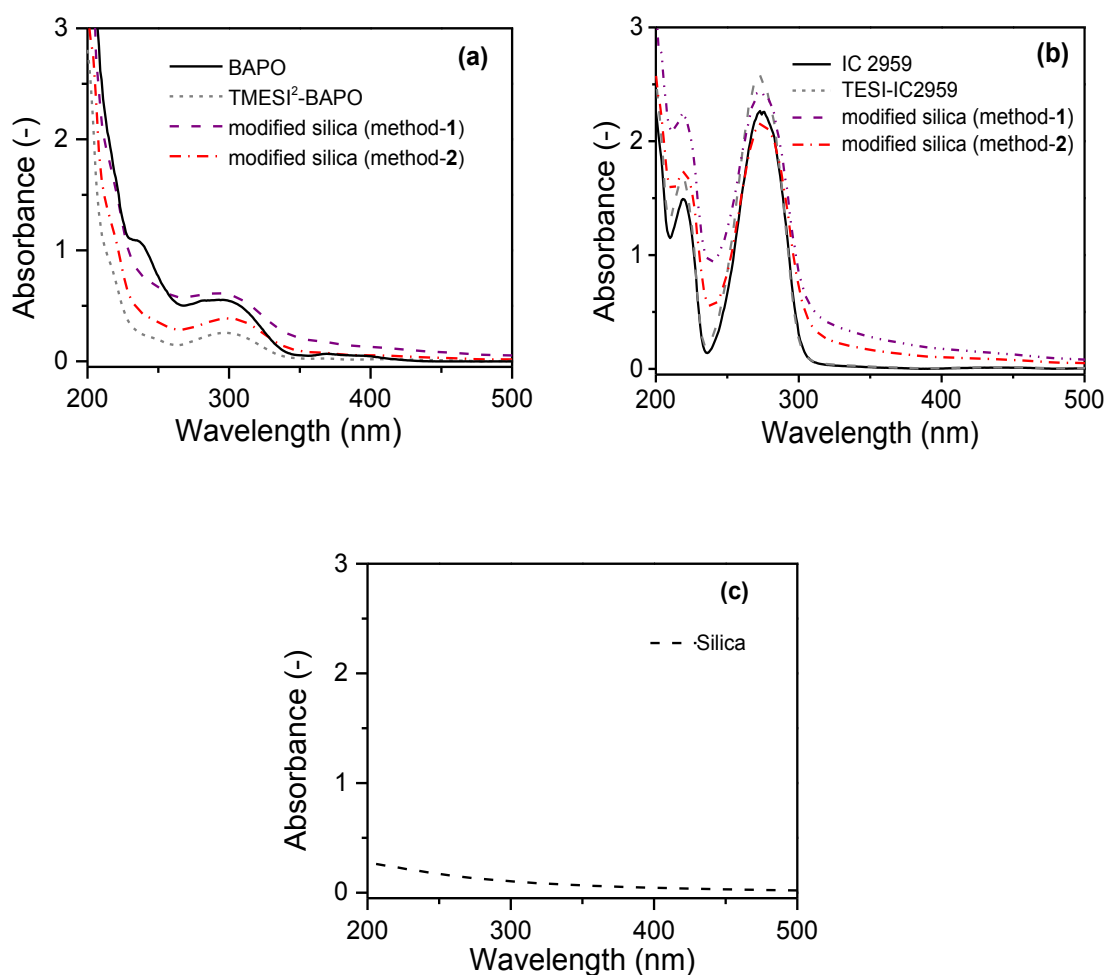 (a)
BAPO
TMESI²-BAPO
modified silica (method-1)
modified silica (method-2)
3
2
1
0
Absorbance (-)
200
300
400
500
Wavelength (nm)
(b)
IC 2959
TESI-IC2959
modified silica (method-1)
modified silica (method-2)
3
2
1
0
Absorbance (-)
200
300
400
500
Wavelength (nm)
(c)
Silica
3
2
1
0
Absorbance (-)
200
300
400
500
Wavelength (nm)